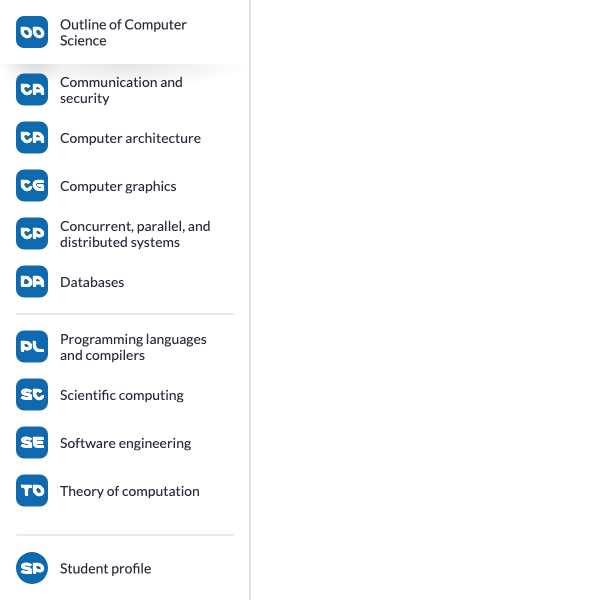 OO
Outline of Computer
Science
CA
Communication and
security
CA
Computer architecture
CG
Computer graphics
CP
Concurrent, parallel, and
distributed systems
DA
Databases
PL
Programming languages
and compilers
SC
Scientific computing
SE
Software engineering
TO
Theory of computation
SP
Student profile